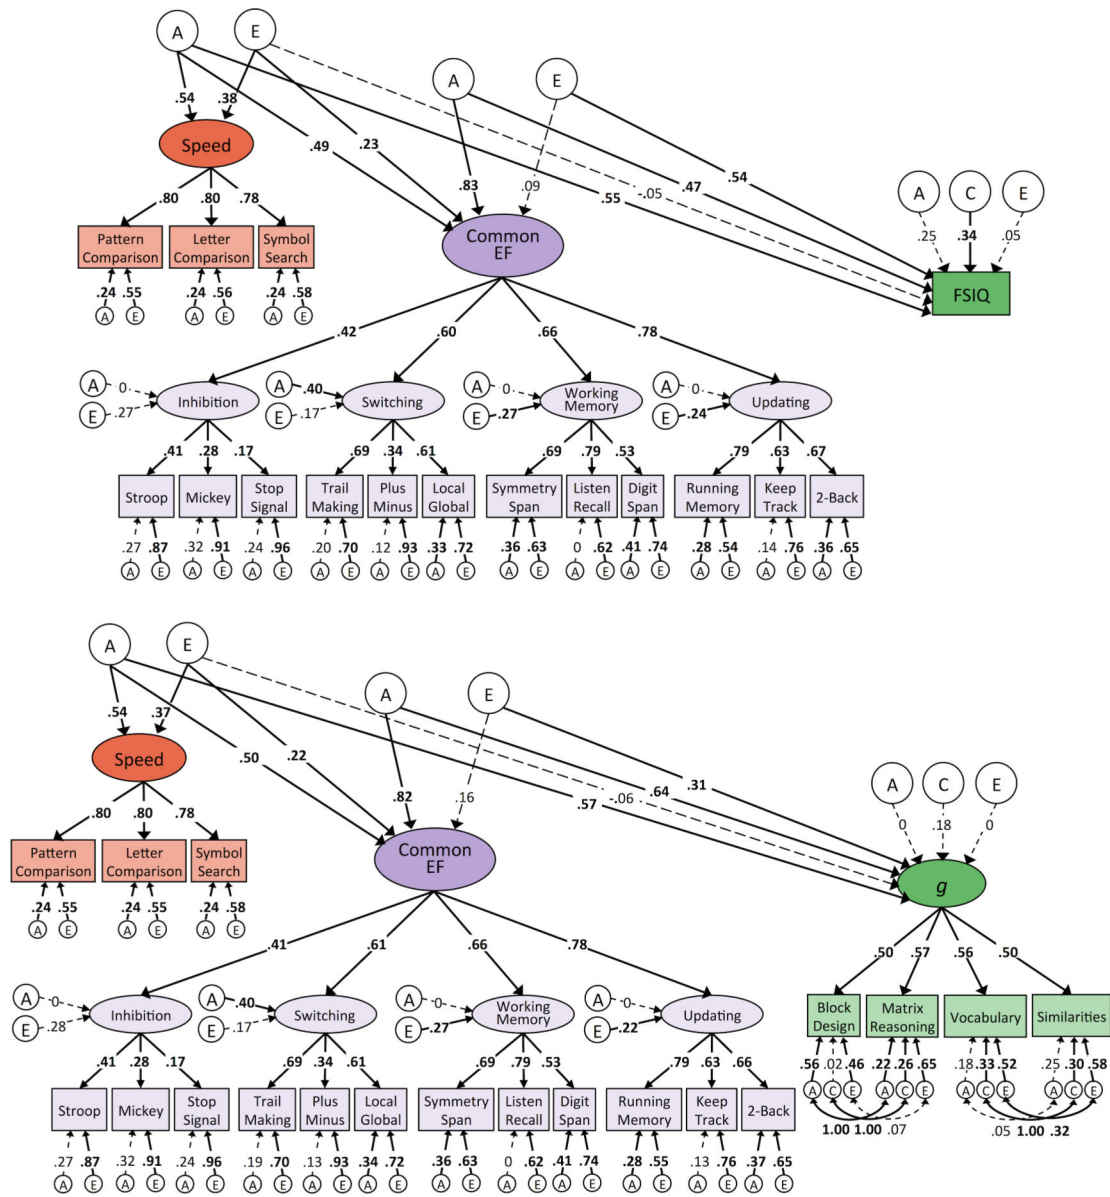 A E
A E
.54 .38
Speed
.49 .23 .83 .09 .55 -.05 .47 .54
A C E
.25 .34 .05
.80 .80 .78
Pattern Comparison Letter Comparison Symbol Search
Common
EF
FSIQ
.24 .55 .24 .56 .24 .58
A E A E A E
.42 .60 .66 .78
A 0 A .40 A 0 A 0
Inhibition Switching Working Memory Updating
E .27 E .17 E .27 E .24
.41 .28 .17 .69 .34 .61 .69 .79 .53 .79 .63 .67
Stroop Mickey Stop Signal Trail Making Plus Minus Local Global Symmetry Span Listen Recall Digit Span Running Memory Keep Track 2-Back
.27 .87 .32 .91 .24 .96 .20 .70 .12 .93 .33 .72 .36 .63 0 .62 .41 .74 .28 .54 .14 .76 .36 .65
A E A E A E A E A E A E A E A E A E A E A E A E
A E
A E
.54 .37
Speed
.50 .22 .82 .16 .57 -.06 .64 .31
A C E
0 .18 0
.80 .80 .78
Pattern Comparison Letter Comparison Symbol Search
Common
EF
g
.24 .55 .24 .55 .24 .58
A E A E A E
.41 .61 .66 .78
.50 .57 .56 .50
A 0 A .40 A 0 A 0
Inhibition Switching Working Memory Updating
E .28 E .17 E .27 E .22
Block Design Matrix Reasoning Vocabulary Similarities
.56 .02 .46 .22 .26 .65 .18 .33 .52 .25 .30 .58
A C E A C E A C E A C E
1.00 1.00 .07 .05 1.00 .32
.41 .28 .17 .69 .34 .61 .69 .79 .53 .79 .63 .66
Stroop Mickey Stop Signal Trail Making Plus Minus Local Global Symmetry Span Listen Recall Digit Span Running Memory Keep Track 2-Back
.27 .87 .32 .91 .24 .96 .19 .70 .13 .93 .34 .72 .36 .63 0 .62 .41 .74 .28 .55 .13 .76 .37 .65
A E A E A E A E A E A E A E A E A E A E A E A E